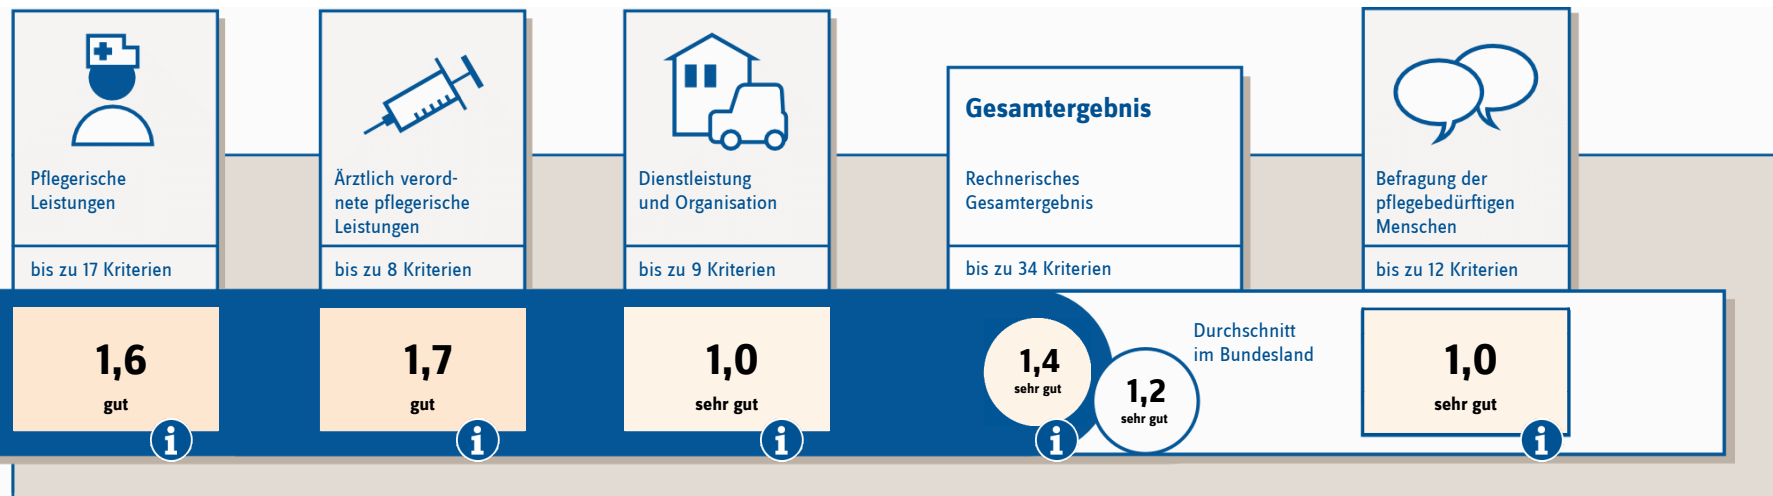 Pflegerische
Leistungen
bis zu 17 Kriterien
1,6
gut
i
Ärztlich verord-
nete pflegerische
Leistungen
bis zu 8 Kriterien
1,7
gut
i
Dienstleistung
und Organisation
bis zu 9 Kriterien
1,0
sehr gut
i
Gesamtergebnis
Rechnerisches
Gesamtergebnis
bis zu 34 Kriterien
1,4
sehr gut
i
1,2
sehr gut
Durchschnitt
im Bundesland
Befragung der
pflegebedürftigen
Menschen
bis zu 12 Kriterien
1,0
sehr gut
i